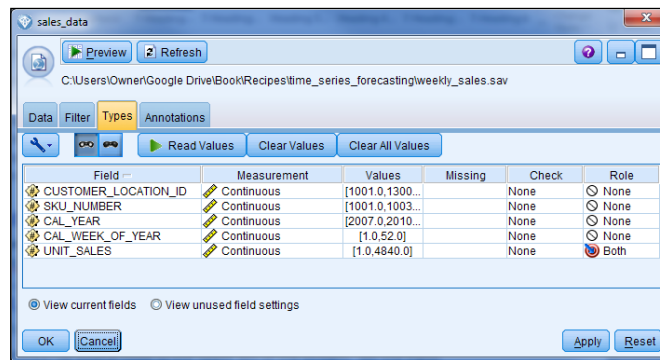 sales_data
Preview Refresh
C:\Users\Owner\Google Drive\Book\Recipes\time_series_forecasting\weekly_sales.sav
Data Filter Types Annotations
Read Values Clear Values Clear All Values
Field Measurement Values Missing Check Role
CUSTOMER_LOCATION_ID Continuous [1001.0,1300... None None
SKU_NUMBER Continuous [1001.0,1003... None None
CAL_YEAR Continuous [2007.0,2010... None None
CAL_WEEK_OF_YEAR Continuous [1.0,52.0] None None
UNIT_SALES Continuous [1.0,4840.0] None Both
View current fields View unused field settings
OK Cancel Apply Reset